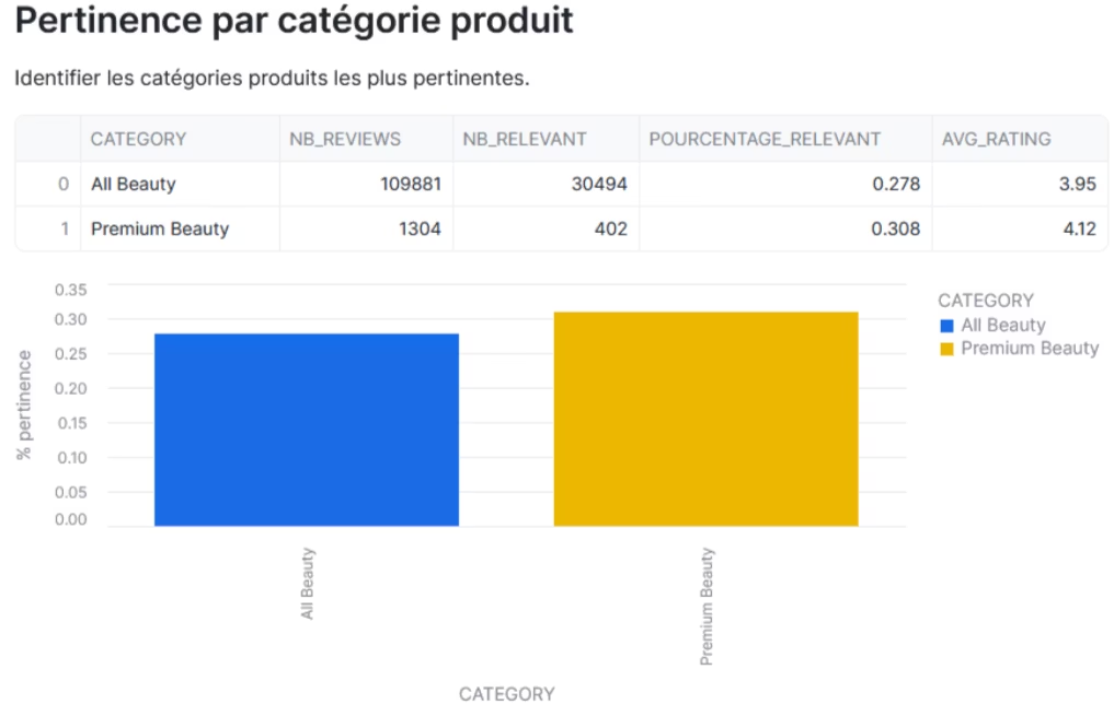 Pertinence par catégorie produit
Identifier les catégories produits les plus pertinentes.
CATEGORY NB_REVIEWS NB_RELEVANT POURCENTAGE_RELEVANT AVG_RATING
0 All Beauty 109881 30494 0.278 3.95
1 Premium Beauty 1304 402 0.308 4.12
0.35
0.30
0.25
0.20
0.15
0.10
0.05
0.00
% pertinence
All Beauty
Premium Beauty
CATEGORY
CATEGORY
All Beauty
Premium Beauty